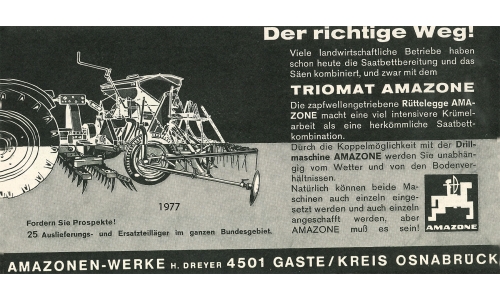 Der richtige Weg!
Viele landwirtschaftliche Betriebe haben
schon heute die Saatbettbereitung und das
Säen kombiniert, und zwar mit dem
TRIOMAT AMAZONE
Die zapfwellengetriebene Rüttelegge AMA-
ZONE macht eine viel intensivere Krümel-
arbeit als eine herkömmliche Saatbett-
kombination.
Durch die Koppelmöglichkeit mit der Drill-
maschine AMAZONE werden Sie unabhän-
gig vom Wetter und von den Bodenver-
hältnissen.
Natürlich können beide Ma-
schinen auch einzeln einge-
setzt werden und auch einzeln
angeschafft werden, aber
AMAZONE muß es sein!
AMAZONE
1977
Fordern Sie Prospekte!
25 Auslieferungs- und Ersatzteilläger im ganzen Bundesgebiet.
AMAZONEN-WERKE H. DREYER 4501 GASTE/KREIS OSNABRÜCK